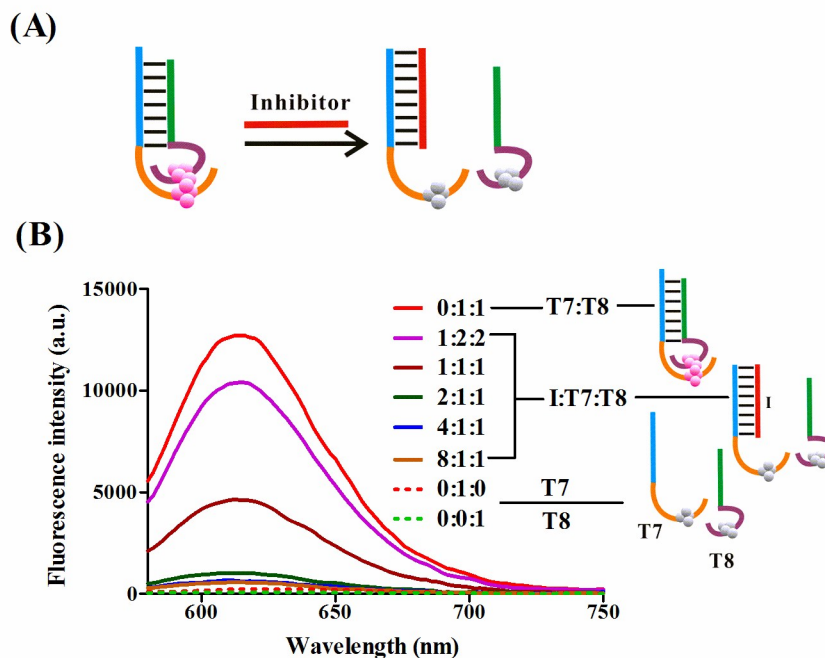 (A)
Inhibitor
(B)
Fluorescence intensity (a.u.)
15000
10000
5000
0
600
650
700
750
Wavelength (nm)
0:1:1
1:2:2
1:1:1
2:1:1
4:1:1
8:1:1
0:1:0
0:0:1
T7:T8
I:T7:T8
T7
T8
I
T7
T8